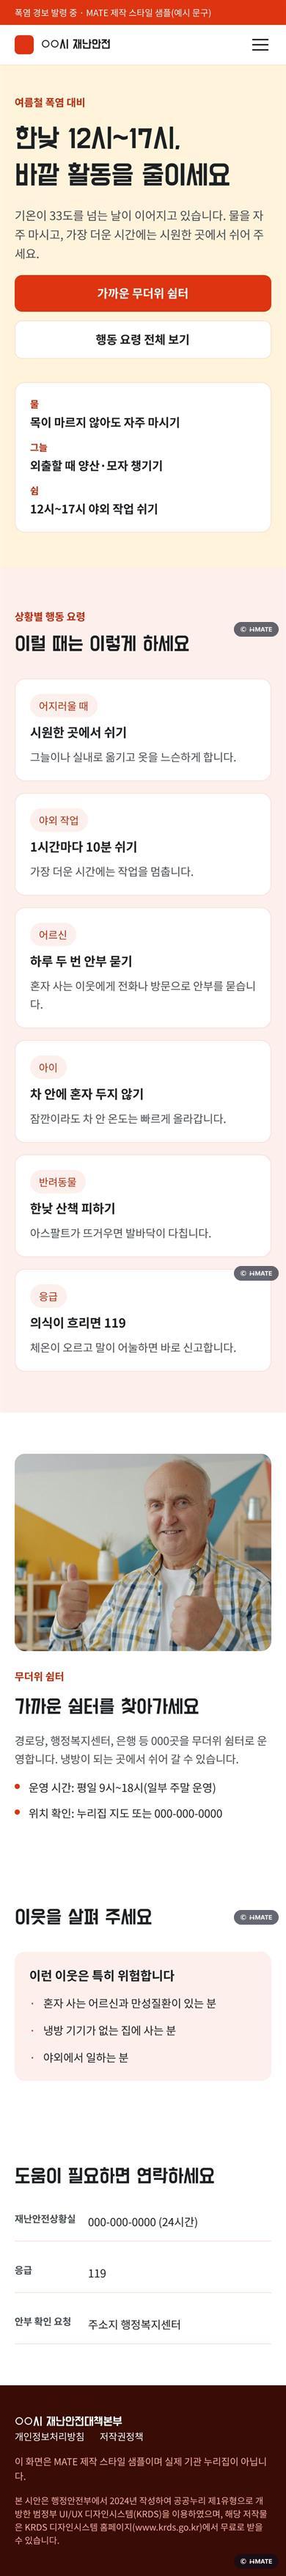 폭염 경보 발령 중 · MATE 제작 스타일 샘플(예시 문구)
○○시 재난안전
여름철 폭염 대비
한낮 12시~17시,
바깥 활동을 줄이세요
기온이 33도를 넘는 날이 이어지고 있습니다. 물을 자
주 마시고, 가장 더운 시간에는 시원한 곳에서 쉬어 주
세요.
가까운 무더위 쉼터
행동 요령 전체 보기
물
목이 마르지 않아도 자주 마시기
그늘
외출할 때 양산·모자 챙기기
쉼
12시~17시 야외 작업 쉬기
상황별 행동 요령
© HMATE
이럴 때는 이렇게 하세요
어지러울 때
시원한 곳에서 쉬기
그늘이나 실내로 옮기고 옷을 느슨하게 합니다.
야외 작업
1시간마다 10분 쉬기
가장 더운 시간에는 작업을 멈춥니다.
어르신
하루 두 번 안부 묻기
혼자 사는 이웃에게 전화나 방문으로 안부를 묻습니
다.
아이
차 안에 혼자 두지 않기
잠깐이라도 차 안 온도는 빠르게 올라갑니다.
반려동물
한낮 산책 피하기
아스팔트가 뜨거우면 발바닥이 다칩니다.
© HMATE
응급
의식이 흐리면 119
체온이 오르고 말이 어눌하면 바로 신고합니다.
무더위 쉼터
가까운 쉼터를 찾아가세요
경로당, 행정복지센터, 은행 등 000곳을 무더위 쉼터로 운
영합니다. 냉방이 되는 곳에서 쉬어 갈 수 있습니다.
운영 시간: 평일 9시~18시(일부 주말 운영)
위치 확인: 누리집 지도 또는 000-000-0000
이웃을 살펴 주세요
© HMATE
이런 이웃은 특히 위험합니다
· 혼자 사는 어르신과 만성질환이 있는 분
· 냉방 기기가 없는 집에 사는 분
· 야외에서 일하는 분
도움이 필요하면 연락하세요
재난안전상황실 000-000-0000 (24시간)
응급 119
안부 확인 요청 주소지 행정복지센터
○○시 재난안전대책본부
개인정보처리방침 저작권정책
이 화면은 MATE 제작 스타일 샘플이며 실제 기관 누리집이 아닙니
다.
본 시안은 행정안전부에서 2024년 작성하여 공공누리 제1유형으로 개
방한 범정부 UI/UX 디자인시스템(KRDS)을 이용하였으며, 해당 저작물
은 KRDS 디자인시스템 홈페이지(www.krds.go.kr)에서 무료로 받을
수 있습니다.
© HMATE